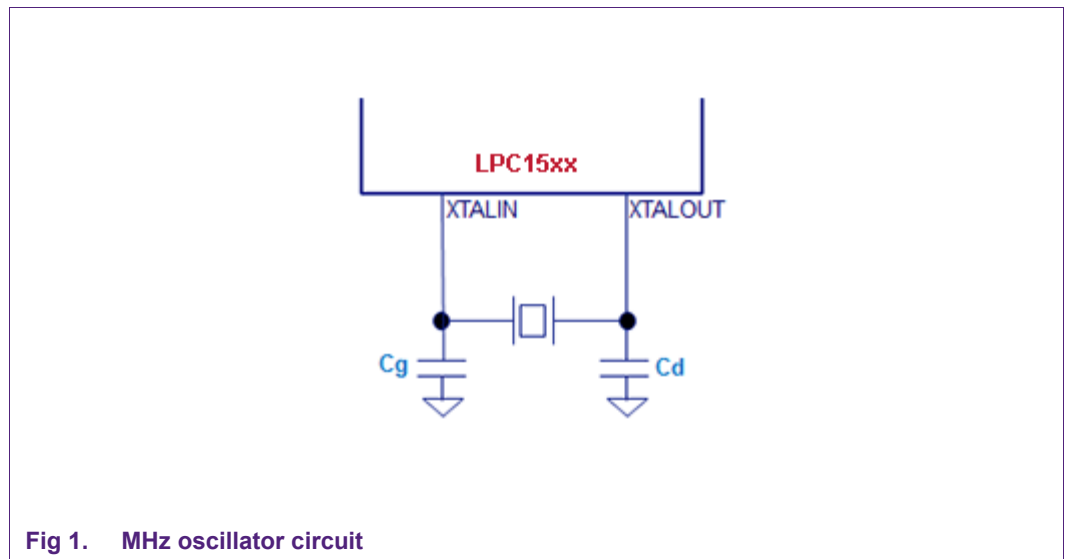 LPC15xx
XTALIN
XTALOUT
Cg
Cd
Fig 1. MHz oscillator circuit